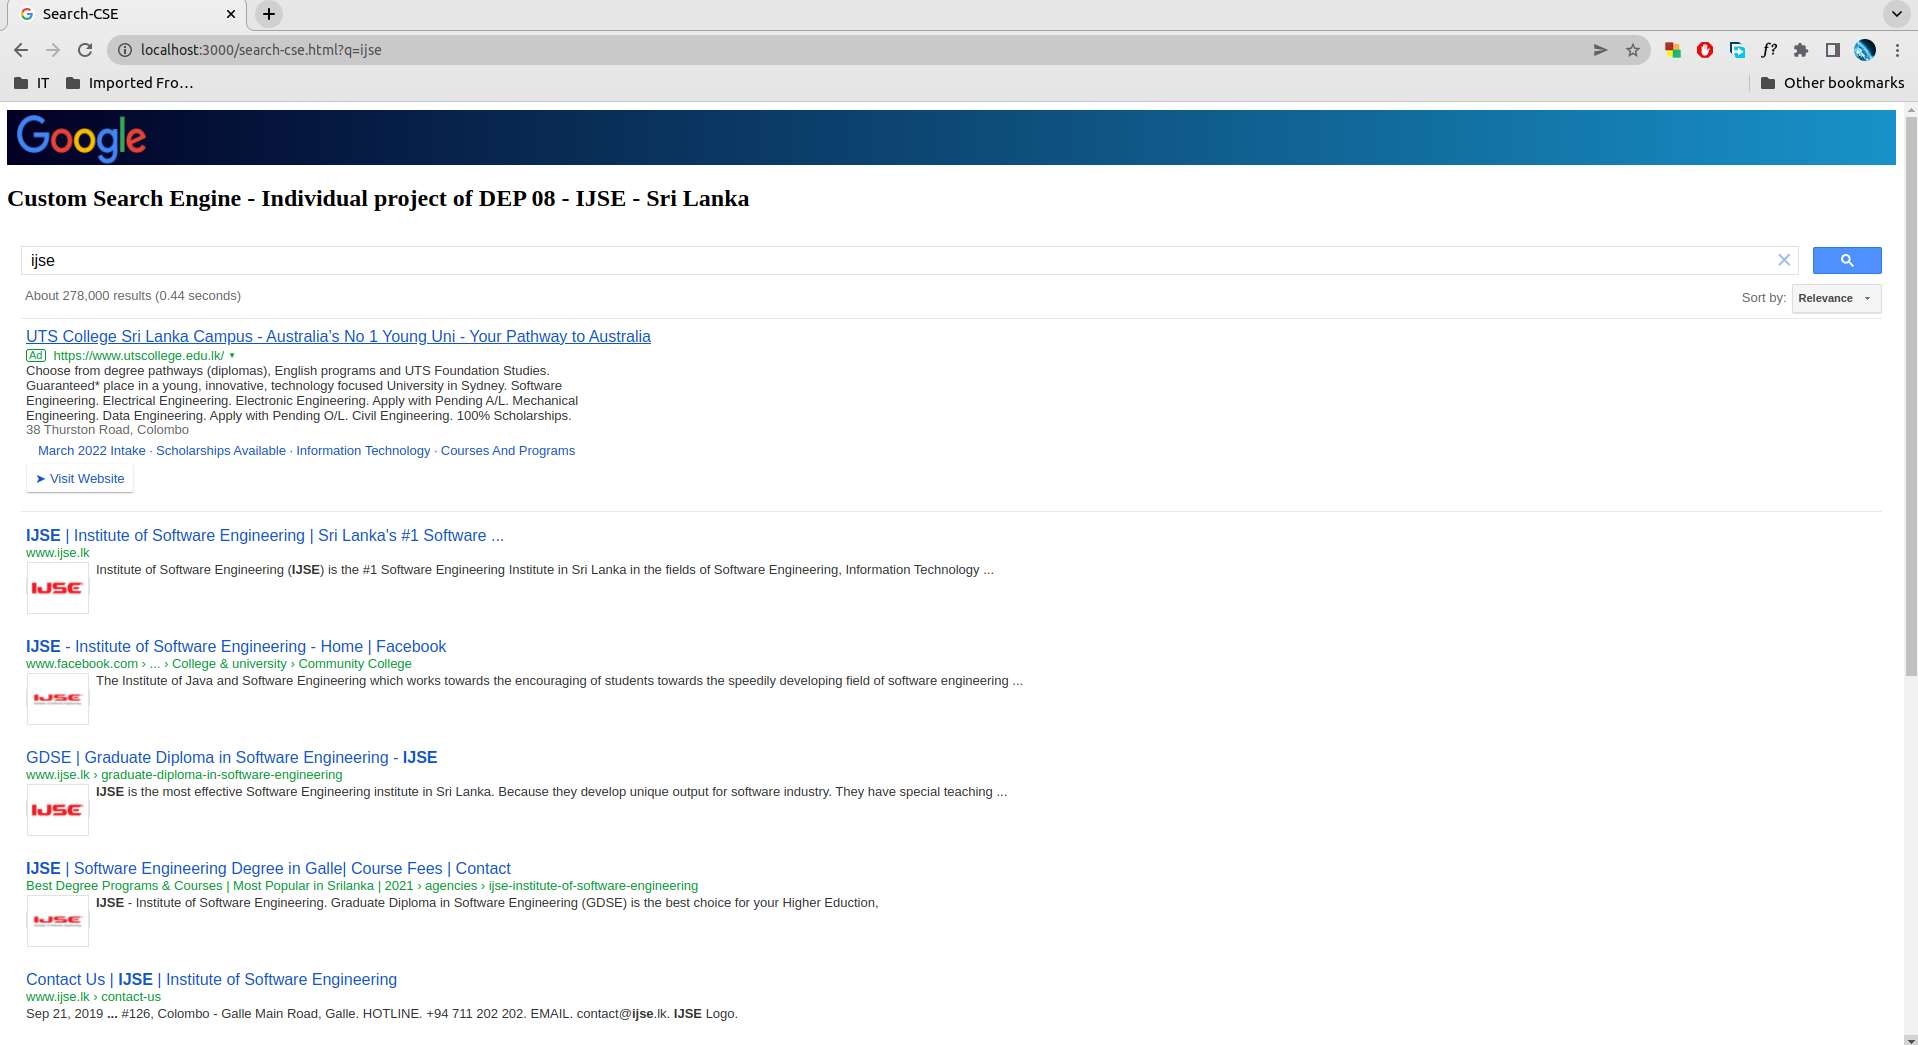 Search-CSE
localhost:3000/search-cse.html?q=ijse
f?
IT
Imported Fro…
Other bookmarks
Google
Custom Search Engine - Individual project of DEP 08 - IJSE - Sri Lanka
ijse
About 278,000 results (0.44 seconds)
Sort by: Relevance
UTS College Sri Lanka Campus - Australia’s No 1 Young Uni - Your Pathway to Australia
Ad https://www.utscollege.edu.lk/
Choose from degree pathways (diplomas), English programs and UTS Foundation Studies.
Guaranteed* place in a young, innovative, technology focused University in Sydney. Software
Engineering. Electrical Engineering. Electronic Engineering. Apply with Pending A/L. Mechanical
Engineering. Data Engineering. Apply with Pending O/L. Civil Engineering. 100% Scholarships.
38 Thurston Road, Colombo
March 2022 Intake · Scholarships Available · Information Technology · Courses And Programs
➤ Visit Website
IJSE | Institute of Software Engineering | Sri Lanka's #1 Software ...
www.ijse.lk
IJSE
Institute of Software Engineering (IJSE) is the #1 Software Engineering Institute in Sri Lanka in the fields of Software Engineering, Information Technology ...
IJSE - Institute of Software Engineering - Home | Facebook
www.facebook.com › ... › College & university › Community College
IJSE
The Institute of Java and Software Engineering which works towards the encouraging of students towards the speedily developing field of software engineering ...
GDSE | Graduate Diploma in Software Engineering - IJSE
www.ijse.lk › graduate-diploma-in-software-engineering
IJSE
IJSE is the most effective Software Engineering institute in Sri Lanka. Because they develop unique output for software industry. They have special teaching ...
IJSE | Software Engineering Degree in Galle| Course Fees | Contact
Best Degree Programs & Courses | Most Popular in Srilanka | 2021 › agencies › ijse-institute-of-software-engineering
IJSE
IJSE - Institute of Software Engineering. Graduate Diploma in Software Engineering (GDSE) is the best choice for your Higher Eduction,
Contact Us | IJSE | Institute of Software Engineering
www.ijse.lk › contact-us
Sep 21, 2019 ... #126, Colombo - Galle Main Road, Galle. HOTLINE. +94 711 202 202. EMAIL. contact@ijse.lk. IJSE Logo.